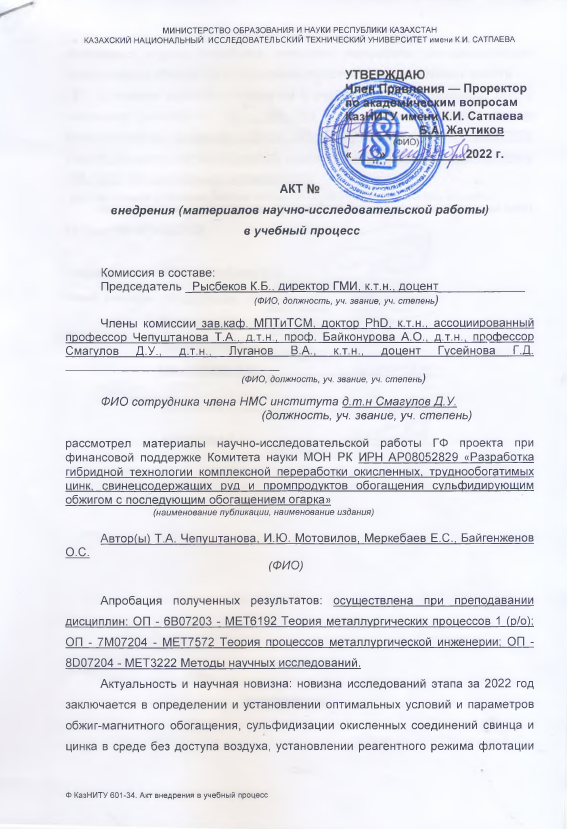 МИНИСТЕРСТВО ОБРАЗОВАНИЯ И НАУКИ РЕСПУБЛИКИ КАЗАХСТАН
КАЗАХСКИЙ НАЦИОНАЛЬНЫЙ ИССЛЕДОВАТЕЛЬСКИЙ ТЕХНИЧЕСКИЙ УНИВЕРСИТЕТ имени К.И. САТПАЕВА
УТВЕРЖДАЮ
Член Правления — Проректор
по академическим вопросам
КазНИТУ имени К.И. Сатпаева
Б.А. Жаутиков
(ФИО)
2022 г.
АКТ №
внедрения (материалов научно-исследовательской работы)
в учебный процесс
Комиссия в составе:
Председатель Рысбеков К.Б., директор ГМИ, к.т.н., доцент
(ФИО, должность, уч. звание, уч. степень)
Члены комиссии зав.каф. МПТиТСМ, доктор PhD, к.т.н., ассоциированный
профессор Чепуштанова Т.А., д.т.н., проф. Байконурова А.О., д.т.н., профессор
Смагулов Д.У., д.т.н., Луганов В.А., к.т.н., доцент Гусейнова Г.Д.
(ФИО, должность, уч. звание, уч. степень)
ФИО сотрудника члена НМС института д.т.н Смагулов Д.У.
(должность, уч. звание, уч. степень)
рассмотрел материалы научно-исследовательской работы ГФ проекта при
финансовой поддержке Комитета науки МОН РК ИРН АР08052829 «Разработка
гибридной технологии комплексной переработки окисленных, труднообогатимых
цинк, свинецсодержащих руд и промпродуктов обогащения сульфидирующим
обжигом с последующим обогащением огарка»
(наименование публикации, наименование издания)
Автор(ы) Т.А. Чепуштанова, И.Ю. Мотовилов, Меркебаев Е.С., Байгенженов
О.С.
(ФИО)
Апробация полученных результатов: осуществлена при преподавании
дисциплин: ОП - 6В07203 - МЕТ6192 Теория металлургических процессов 1 (р/о);
ОП - 7М07204 - МЕТ7572 Теория процессов металлургической инженерии; ОП -
8D07204 - МЕТ3222 Методы научных исследований.
Актуальность и научная новизна: новизна исследований этапа за 2022 год
заключается в определении и установлении оптимальных условий и параметров
обжиг-магнитного обогащения, сульфидизации окисленных соединений свинца и
цинка в среде без доступа воздуха, установлении реагентного режима флотации
Ф КазНИТУ 601-34. Акт внедрения в учебный процесс